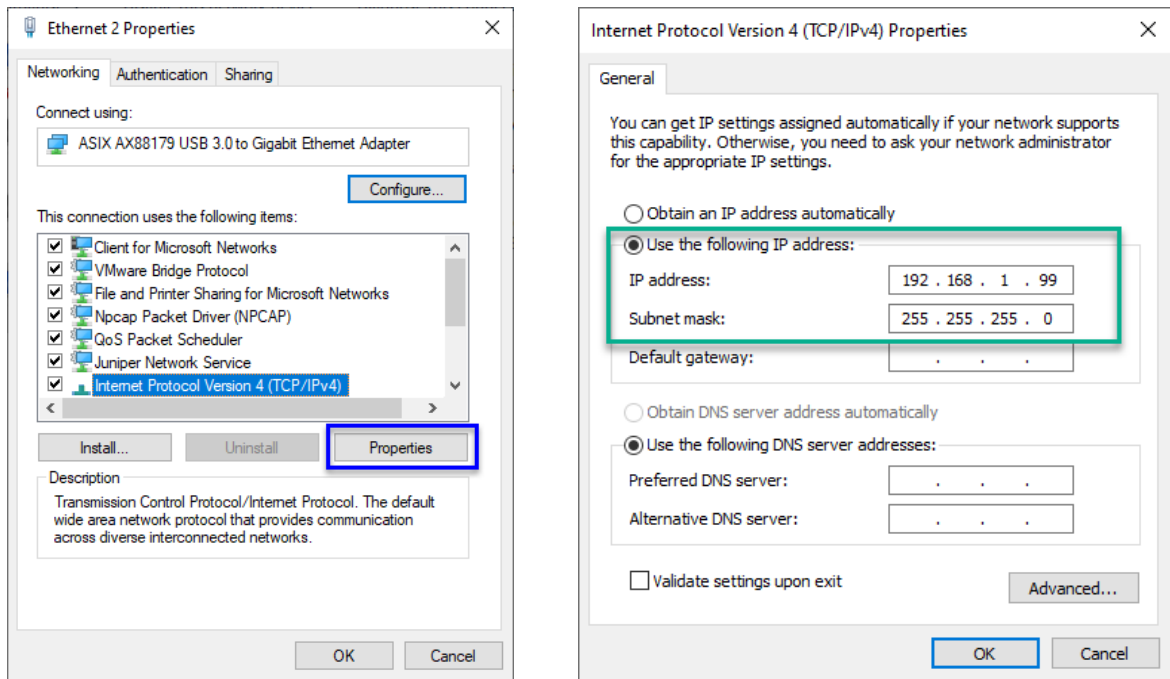 Ethernet 2 Properties
Networking Authentication Sharing
Connect using:
ASIX AX88179 USB 3.0 to Gigabit Ethernet Adapter
Configure...
This connection uses the following items:
Client for Microsoft Networks
VMware Bridge Protocol
File and Printer Sharing for Microsoft Networks
Npcap Packet Driver (NPCAP)
QoS Packet Scheduler
Juniper Network Service
Internet Protocol Version 4 (TCP/IPv4)
Install... Uninstall Properties
Description
Transmission Control Protocol/Internet Protocol. The default
wide area network protocol that provides communication
across diverse interconnected networks.
OK Cancel
Internet Protocol Version 4 (TCP/IPv4) Properties
General
You can get IP settings assigned automatically if your network supports
this capability. Otherwise, you need to ask your network administrator
for the appropriate IP settings.
Obtain an IP address automatically
Use the following IP address:
IP address: 192 . 168 . 1 . 99
Subnet mask: 255 . 255 . 255 . 0
Default gateway: . . .
Obtain DNS server address automatically
Use the following DNS server addresses:
Preferred DNS server: . . .
Alternative DNS server: . . .
Validate settings upon exit
Advanced...
OK Cancel